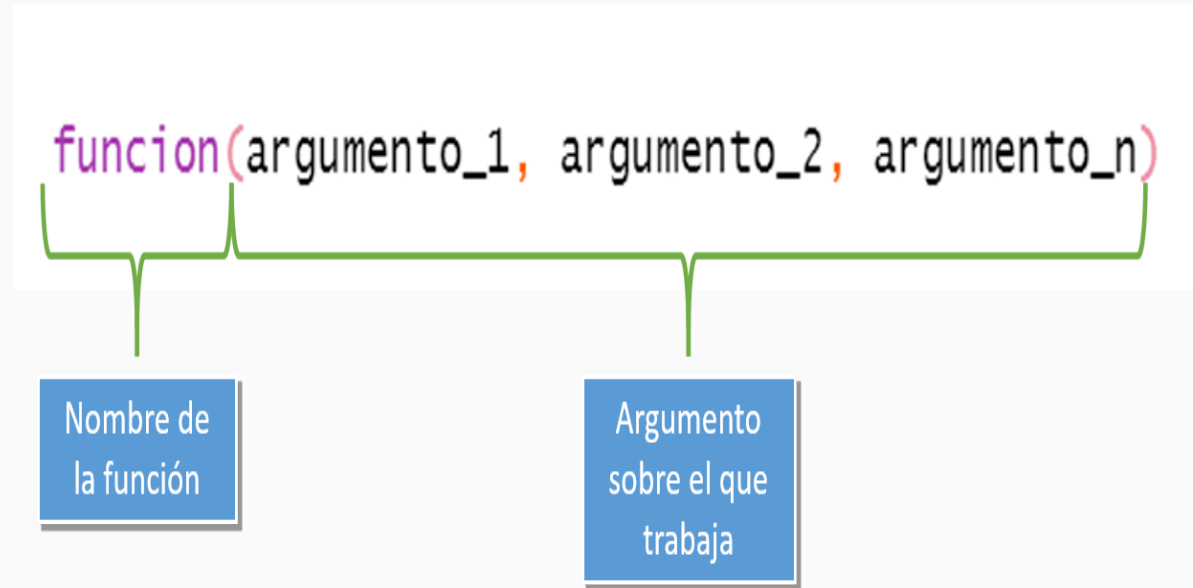 funcion(argumento_1, argumento_2, argumento_n)
Nombre de
la función
Argumento
sobre el que
trabaja